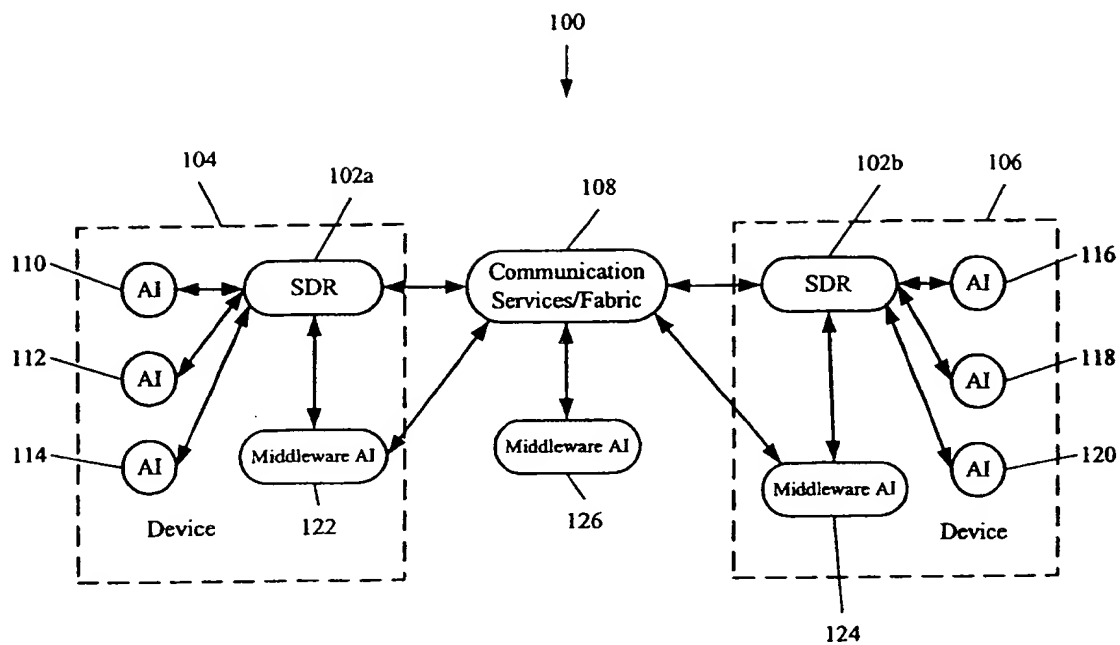 100
104
102a
108
102b
106
110
AI
SDR
Communication
Services/Fabric
SDR
AI
116
112
AI
AI
118
114
AI
Middleware AI
Middleware AI
Middleware AI
AI
120
Device
122
126
Device
124